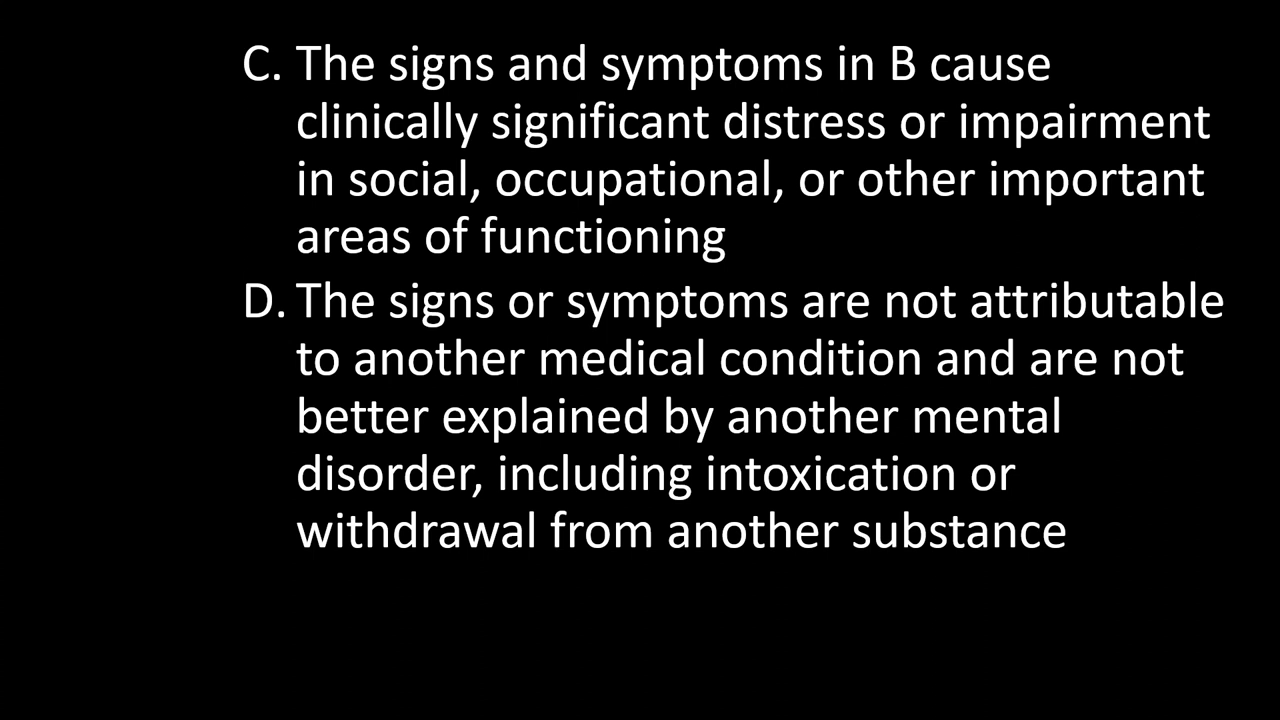 C. The signs and symptoms in B cause
clinically significant distress or impairment
in social, occupational, or other important
areas of functioning
D. The signs or symptoms are not attributable
to another medical condition and are not
better explained by another mental
disorder, including intoxication or
withdrawal from another substance